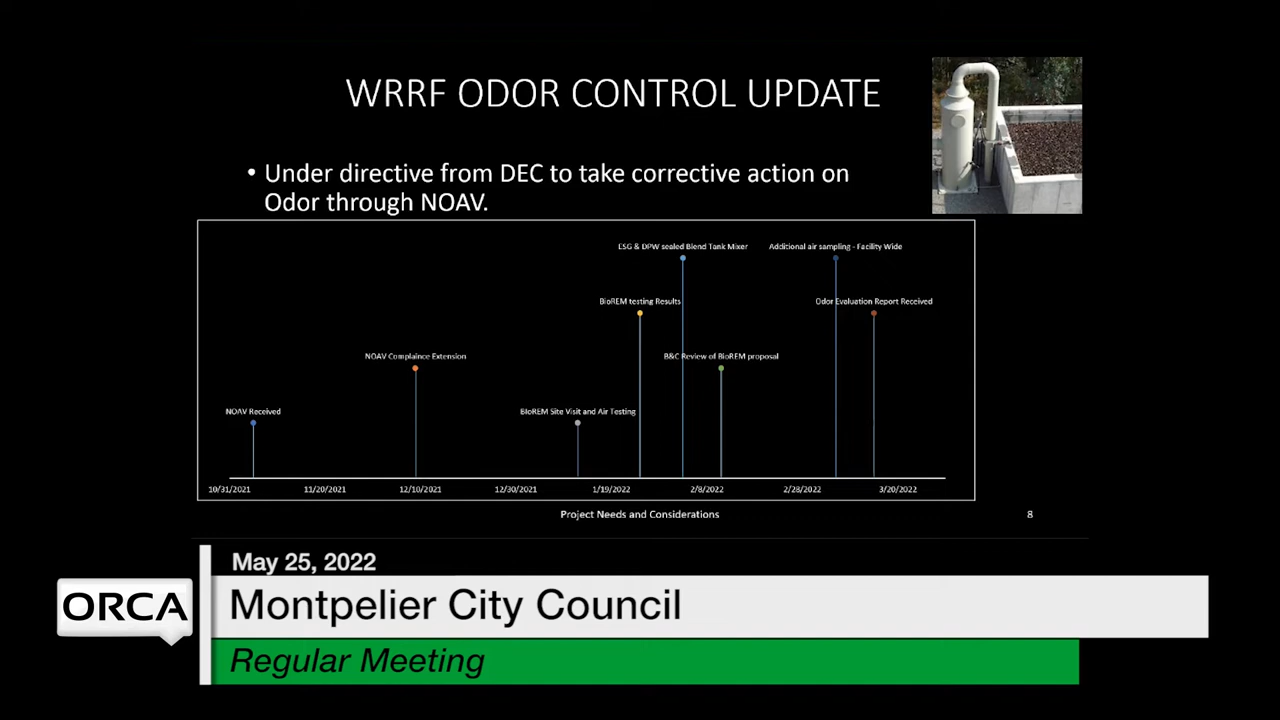 WRRF ODOR CONTROL UPDATE
• Under directive from DEC to take corrective action on
Odor through NOAV.
ESG & DPW sealed Blend Tank Mixer
Additional air sampling - Facility Wide
BioREM testing Results
Odor Evaluation Report Received
NOAV Complaince Extension
B&C Review of BioREM proposal
NOAV Received
BioREM Site Visit and Air Testing
10/31/2021 11/20/2021 12/10/2021 12/30/2021 1/19/2022 2/8/2022 2/28/2022 3/20/2022
Project Needs and Considerations
8
May 25, 2022
ORCA
Montpelier City Council
Regular Meeting